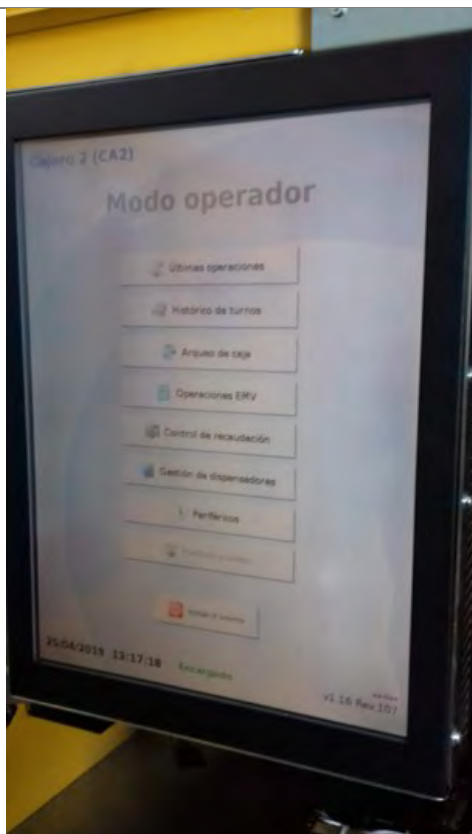 Cajero 2 (CA2)
Modo operador
Últimas operaciones
Histórico de turnos
Arqueo de caja
Operaciones EMV
Control de recaudación
Gestión de dispensadores
Periféricos
25/04/2019 13:17:18
Encargado
v1.16 Rev.107